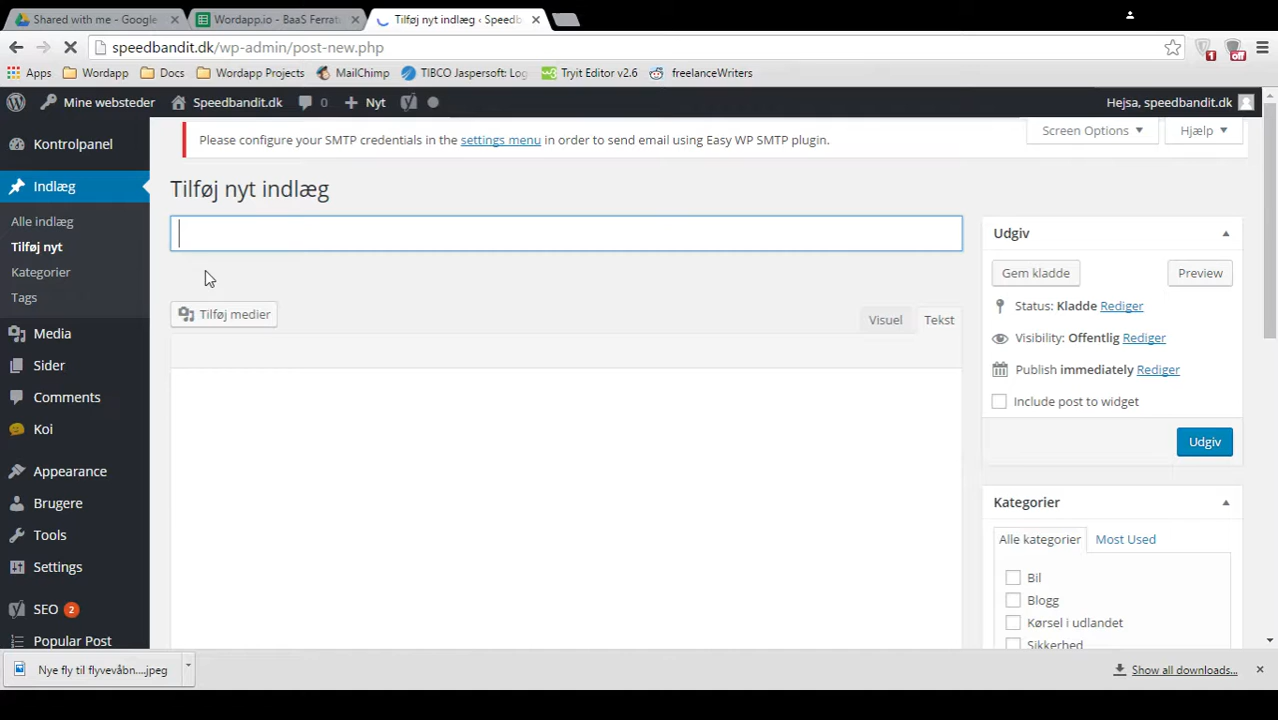 Shared with me - Google
Wordapp.io - BaaS Ferrat
Tilføj nyt indlæg ‹ Speedb
speedbandit.dk/wp-admin/post-new.php
1
off
Apps
Wordapp
Docs
Wordapp Projects
MailChimp
TIBCO Jaspersoft: Log
Tryit Editor v2.6
freelanceWriters
Mine websteder
Speedbandit.dk
0
Nyt
Hejsa, speedbandit.dk
Kontrolpanel
Indlæg
Alle indlæg
Tilføj nyt
Kategorier
Tags
Media
Sider
Comments
Koi
Appearance
Brugere
Tools
Settings
SEO 2
Popular Post
Please configure your SMTP credentials in the settings menu in order to send email using Easy WP SMTP plugin.
Screen Options
Hjælp
Tilføj nyt indlæg
Tilføj medier
Visuel
Tekst
Udgiv
Gem kladde
Preview
Status: Kladde Rediger
Visibility: Offentlig Rediger
Publish immediately Rediger
Include post to widget
Udgiv
Kategorier
Alle kategorier
Most Used
Bil
Blogg
Kørsel i udlandet
Sikkerhed
Nye fly til flyvevåbn....jpeg
Show all downloads...